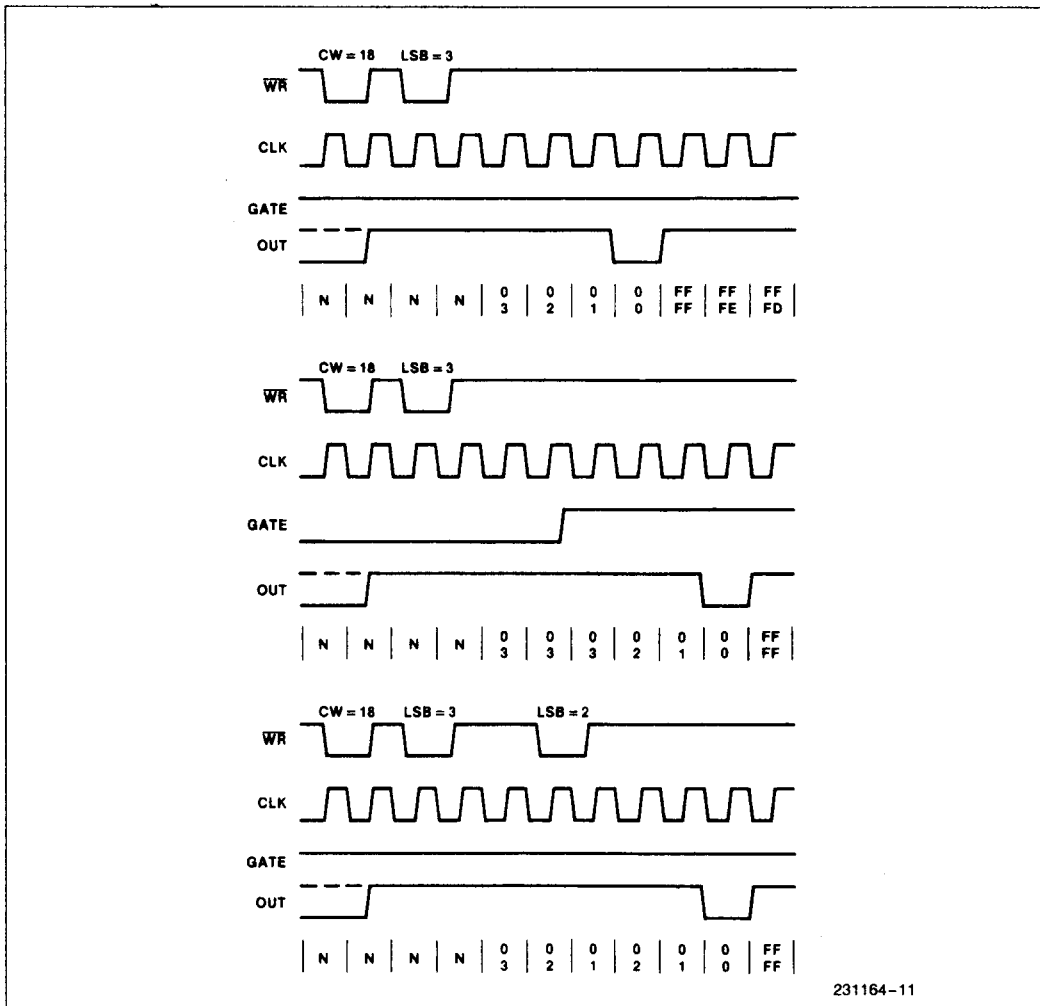 CW = 18 LSB = 3
WR
CLK
GATE
OUT
N N N N 0 0 0 0 FF FF FF
3 2 1 0 FF FE FD
CW = 18 LSB = 3
WR
CLK
GATE
OUT
N N N N 0 0 0 0 0 0 FF
3 3 3 2 1 0 FF
CW = 18 LSB = 3 LSB = 2
WR
CLK
GATE
OUT
N N N N 0 0 0 0 0 0 FF
3 2 1 2 1 0 FF
231164-11